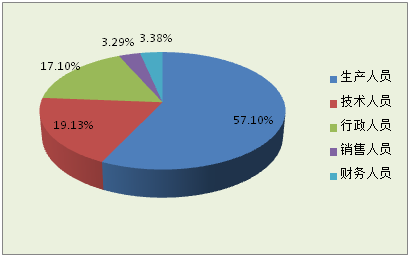 3.29%
3.38%
17.10%
19.13%
57.10%
生产人员
技术人员
行政人员
销售人员
财务人员